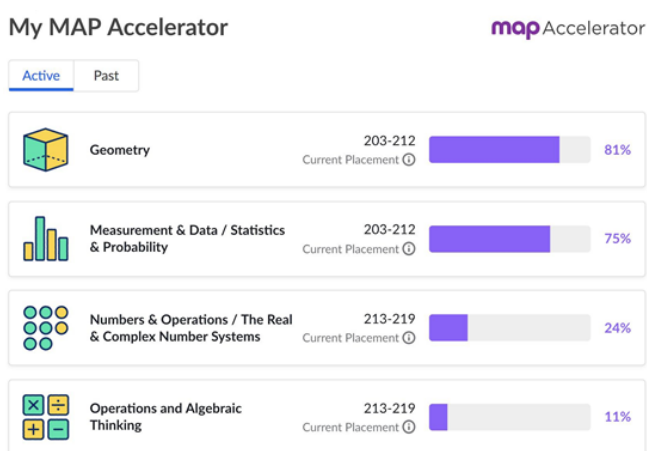 My MAP Accelerator
map Accelerator
Active
Past
Geometry
203-212
Current Placement
81%
Measurement & Data / Statistics
& Probability
203-212
Current Placement
75%
Numbers & Operations / The Real
& Complex Number Systems
213-219
Current Placement
24%
Operations and Algebraic
Thinking
213-219
Current Placement
11%